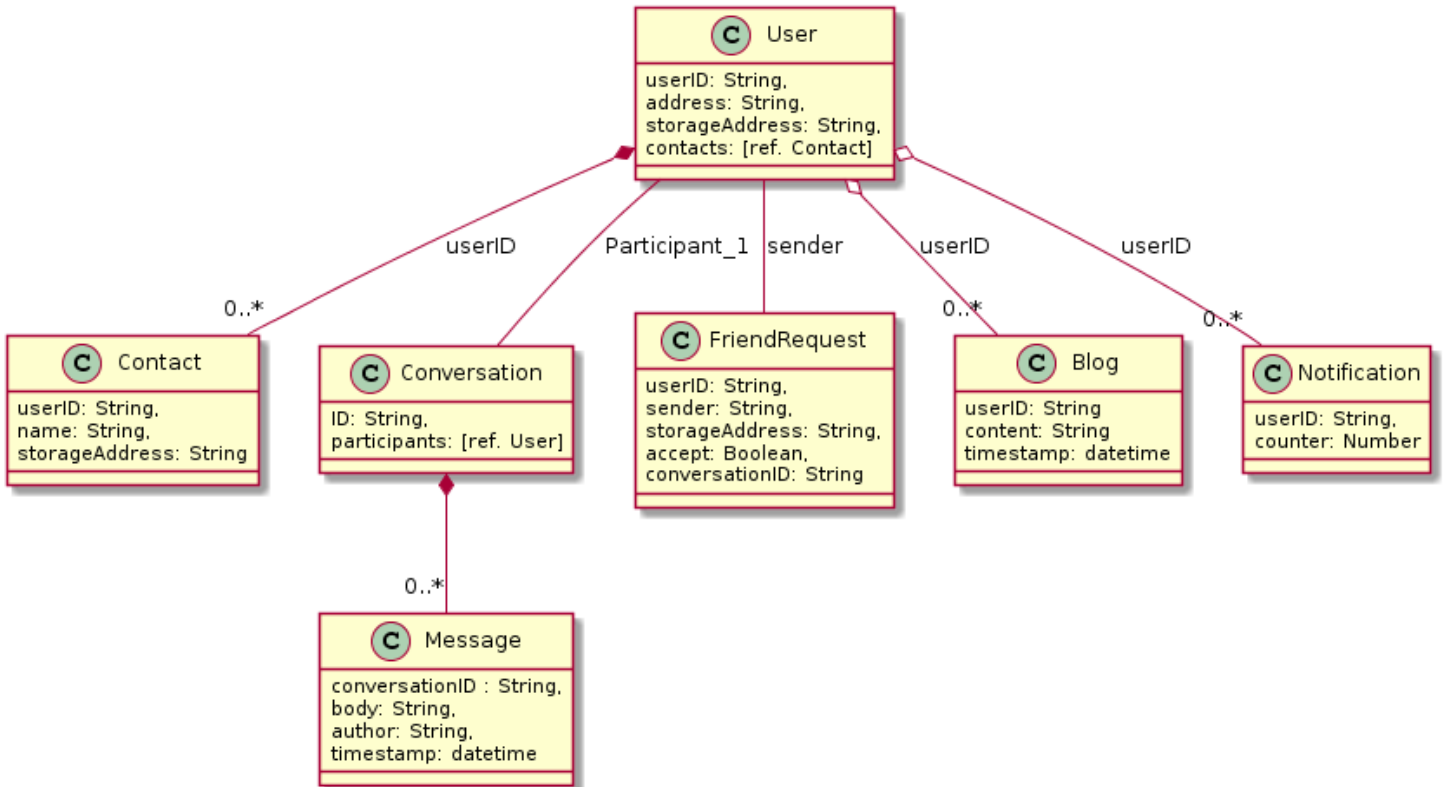 C User
userID: String,
address: String,
storageAddress: String,
contacts: [ref. Contact]
userID
Participant_1
sender
userID
userID
0..*
0..*
0..*
C Contact
userID: String,
name: String,
storageAddress: String
C Conversation
ID: String,
participants: [ref. User]
C FriendRequest
userID: String,
sender: String,
storageAddress: String,
accept: Boolean,
conversationID: String
C Blog
userID: String
content: String
timestamp: datetime
C Notification
userID: String,
counter: Number
0..*
C Message
conversationID : String,
body: String,
author: String,
timestamp: datetime